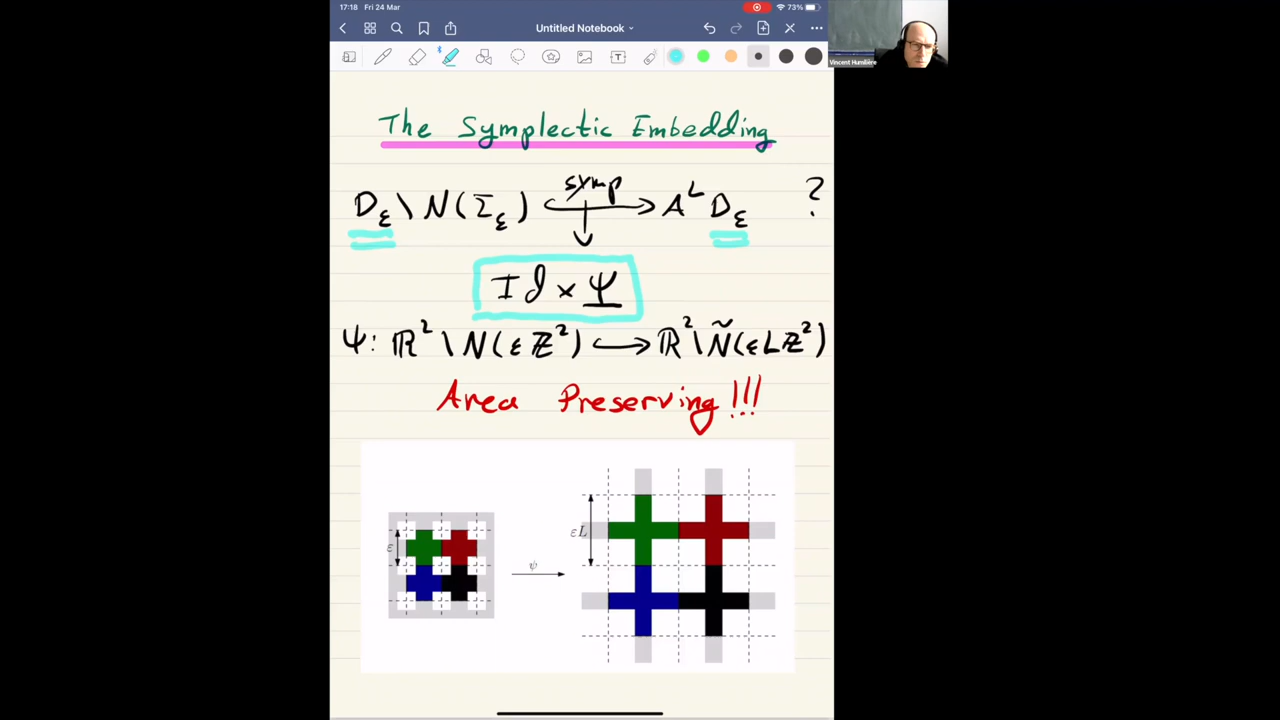 17:18 Fri 24 Mar
73%
Untitled Notebook
Vincent Humilière
The Symplectic Embedding
D_ε \ N(Σ_ε) symp A^L D_ε ?
Id × Ψ
Ψ: ℝ² \ N(εℤ²) ↪ ℝ² \ Ñ(εLℤ²)
Area Preserving!!!
ε
ψ
εL